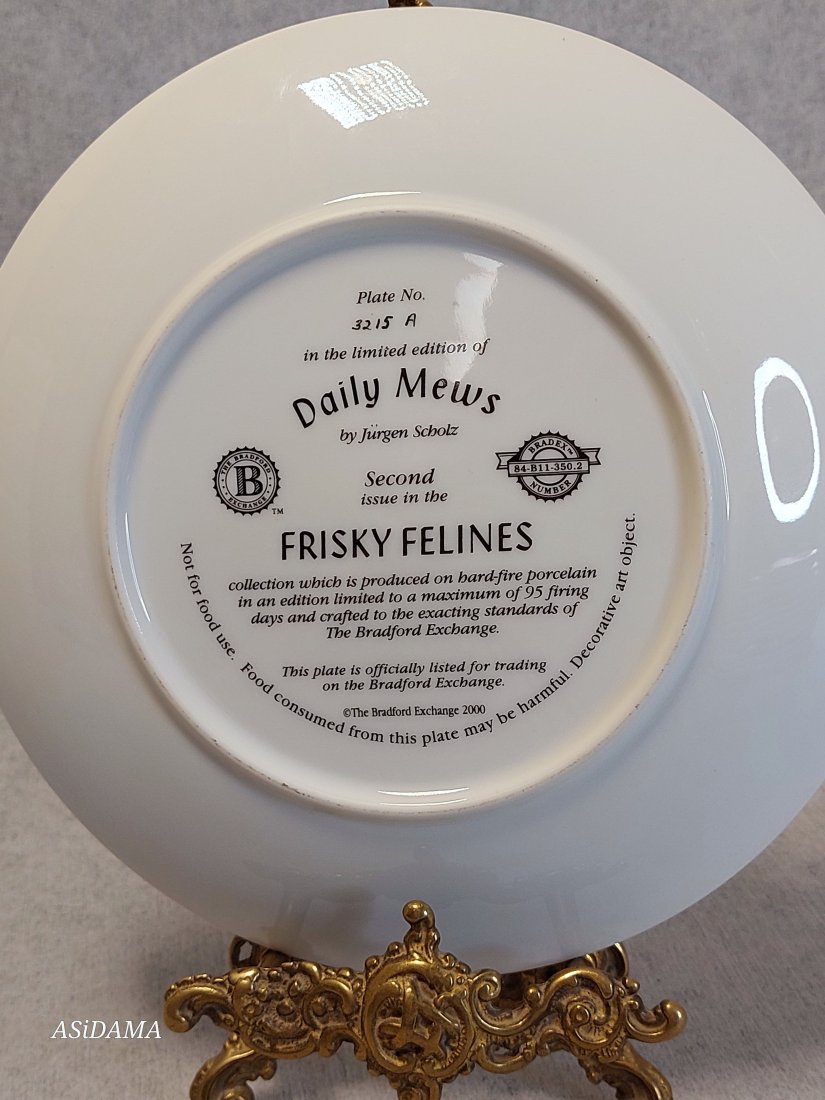 Plate No.
3215 A
in the limited edition of
Daily Mews
by Jürgen Scholz
THE BRADFORD
B
EXCHANGE
TM
BRADEX™
84-B11-350.2
NUMBER
Second
issue in the
FRISKY FELINES
collection which is produced on hard-fire porcelain
in an edition limited to a maximum of 95 firing
days and crafted to the exacting standards of
The Bradford Exchange.
This plate is officially listed for trading
on the Bradford Exchange.
©The Bradford Exchange 2000
Not for food use. Food consumed from this plate may be harmful. Decorative art object.
ASiDAMA